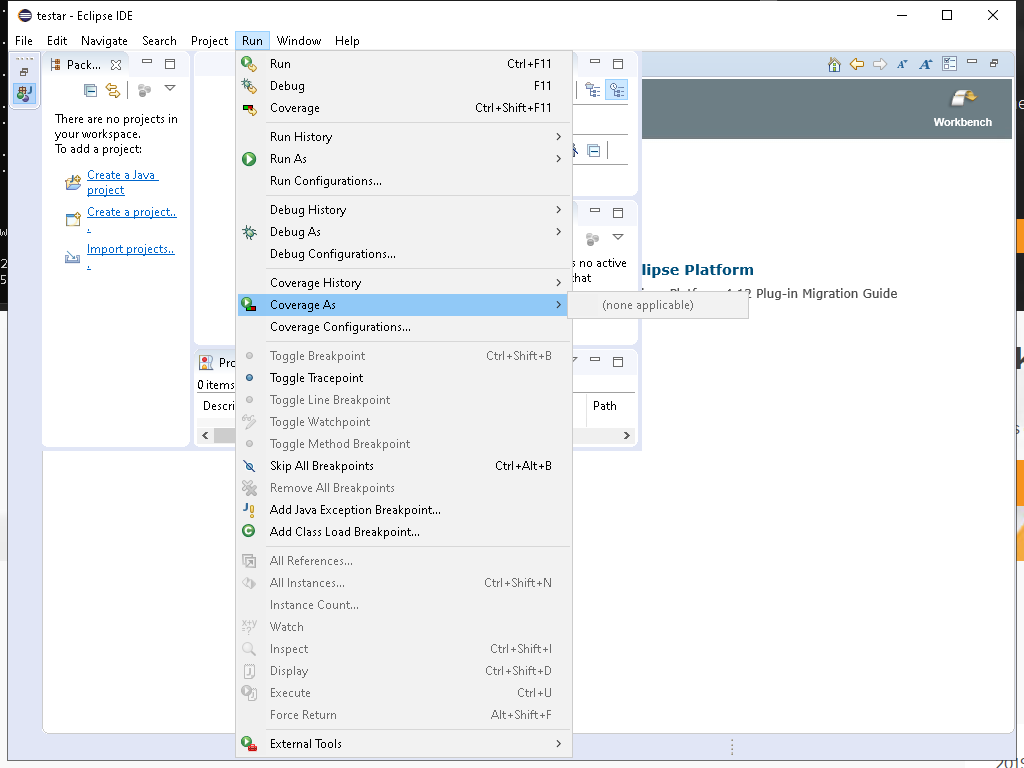 testar - Eclipse IDE
File Edit Navigate Search Project Run Window Help
Pack...
There are no projects in
your workspace.
To add a project:
Create a Java
project
Create a project..
.
Import projects..
.
Run Ctrl+F11
Debug F11
Coverage Ctrl+Shift+F11
Run History
Run As
Run Configurations...
Debug History
Debug As
Debug Configurations...
Coverage History
Coverage As
(none applicable)
Coverage Configurations...
Toggle Breakpoint Ctrl+Shift+B
Toggle Tracepoint
Toggle Line Breakpoint
Toggle Watchpoint
Toggle Method Breakpoint
Skip All Breakpoints Ctrl+Alt+B
Remove All Breakpoints
Add Java Exception Breakpoint...
Add Class Load Breakpoint...
All References...
All Instances... Ctrl+Shift+N
Instance Count...
Watch
Inspect Ctrl+Shift+I
Display Ctrl+Shift+D
Execute Ctrl+U
Force Return Alt+Shift+F
External Tools
0 items
Path
no active
Workbench
lipse Platform
4.12 Plug-in Migration Guide